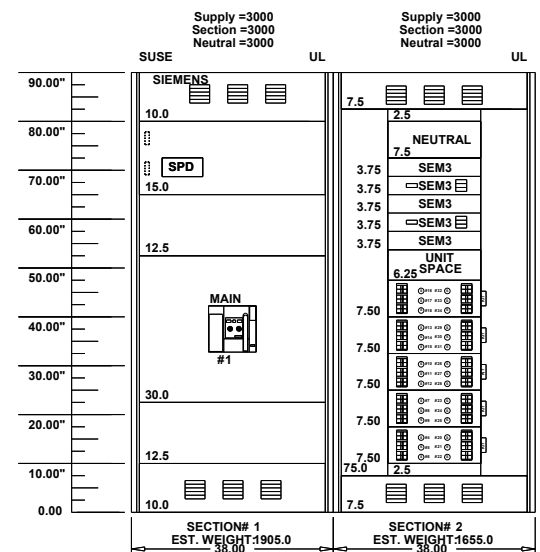 Supply =3000
Section =3000
Neutral =3000
SUSE UL
Supply =3000
Section =3000
Neutral =3000
UL
90.00"
80.00"
70.00"
60.00"
50.00"
40.00"
30.00"
20.00"
10.00"
0.00
SIEMENS
10.0
SPD
15.0
12.5
MAIN
#1
30.0
12.5
10.0
7.5
2.5
NEUTRAL
7.5
3.75 SEM3
3.75 SEM3
3.75 SEM3
3.75 SEM3
3.75 SEM3
UNIT
6.25 SPACE
7.50
7.50
7.50
7.50
7.50
75.0 2.5
7.5
SECTION# 1
EST. WEIGHT:1905.0
38.00
SECTION# 2
EST. WEIGHT:1655.0
38.00